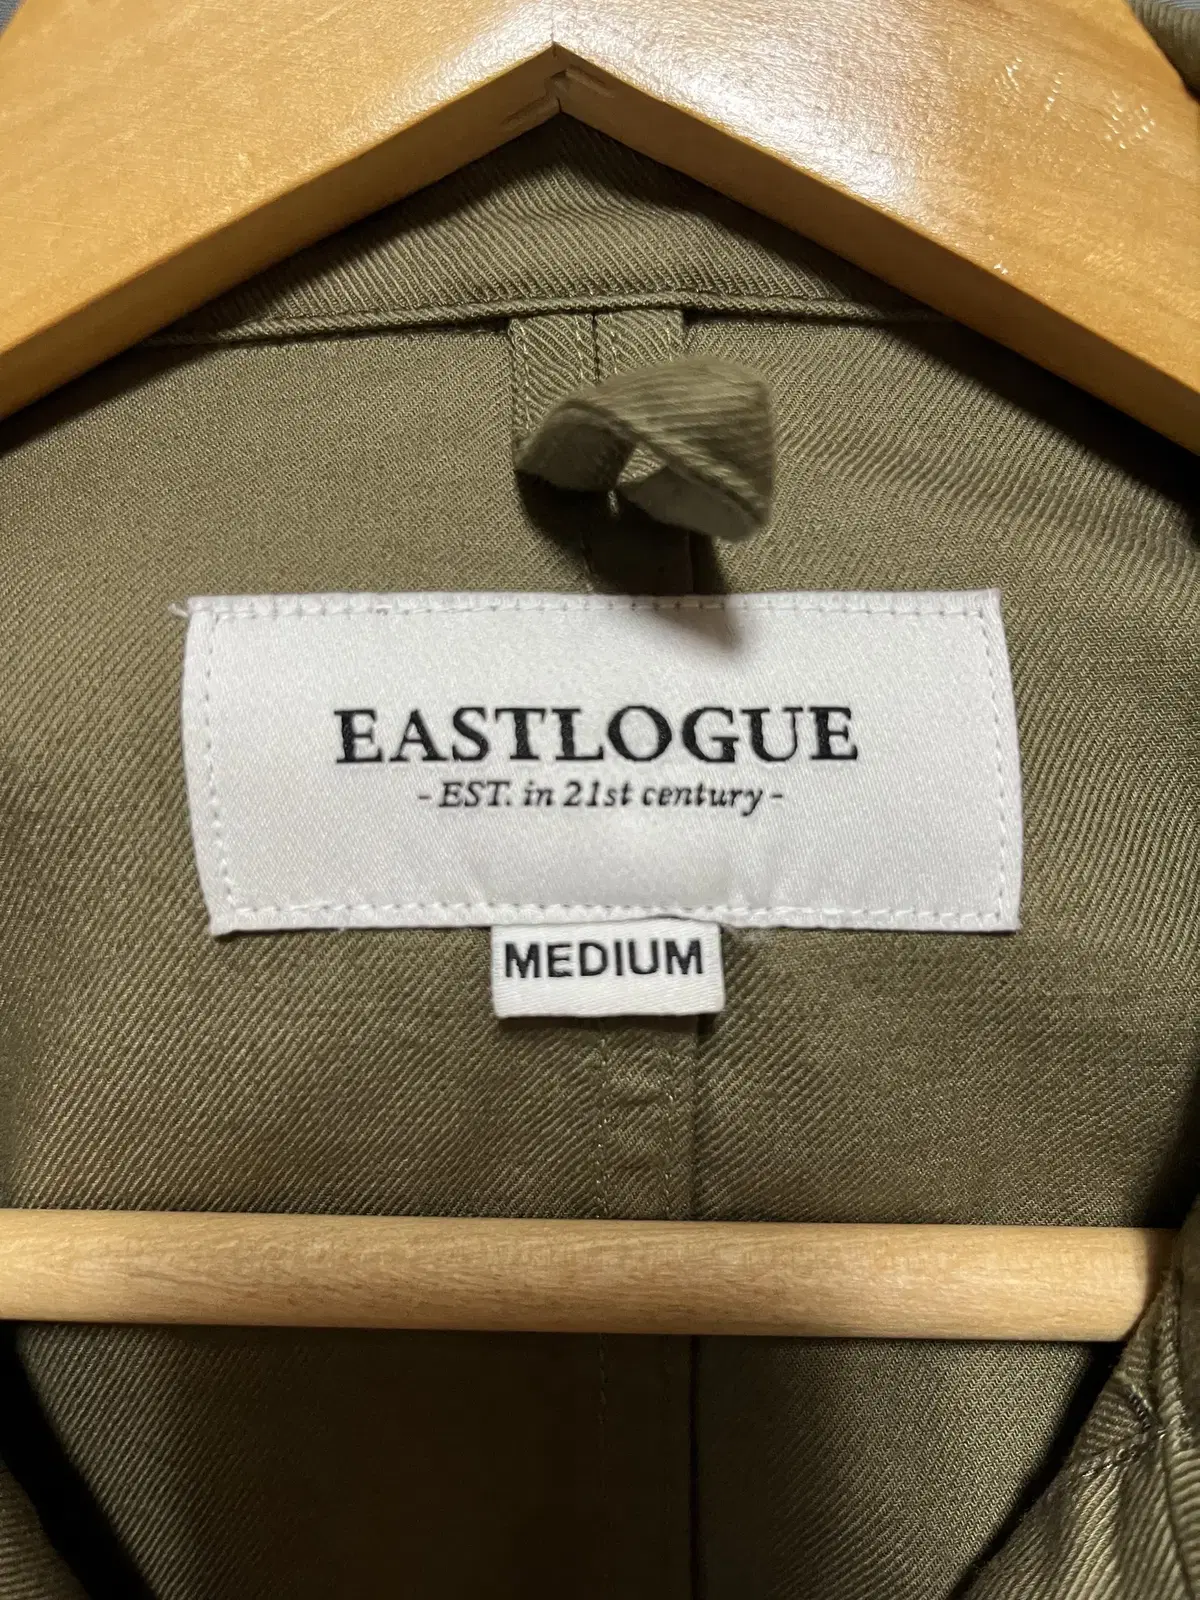 EASTLOGUE
- EST. in 21st century -
MEDIUM